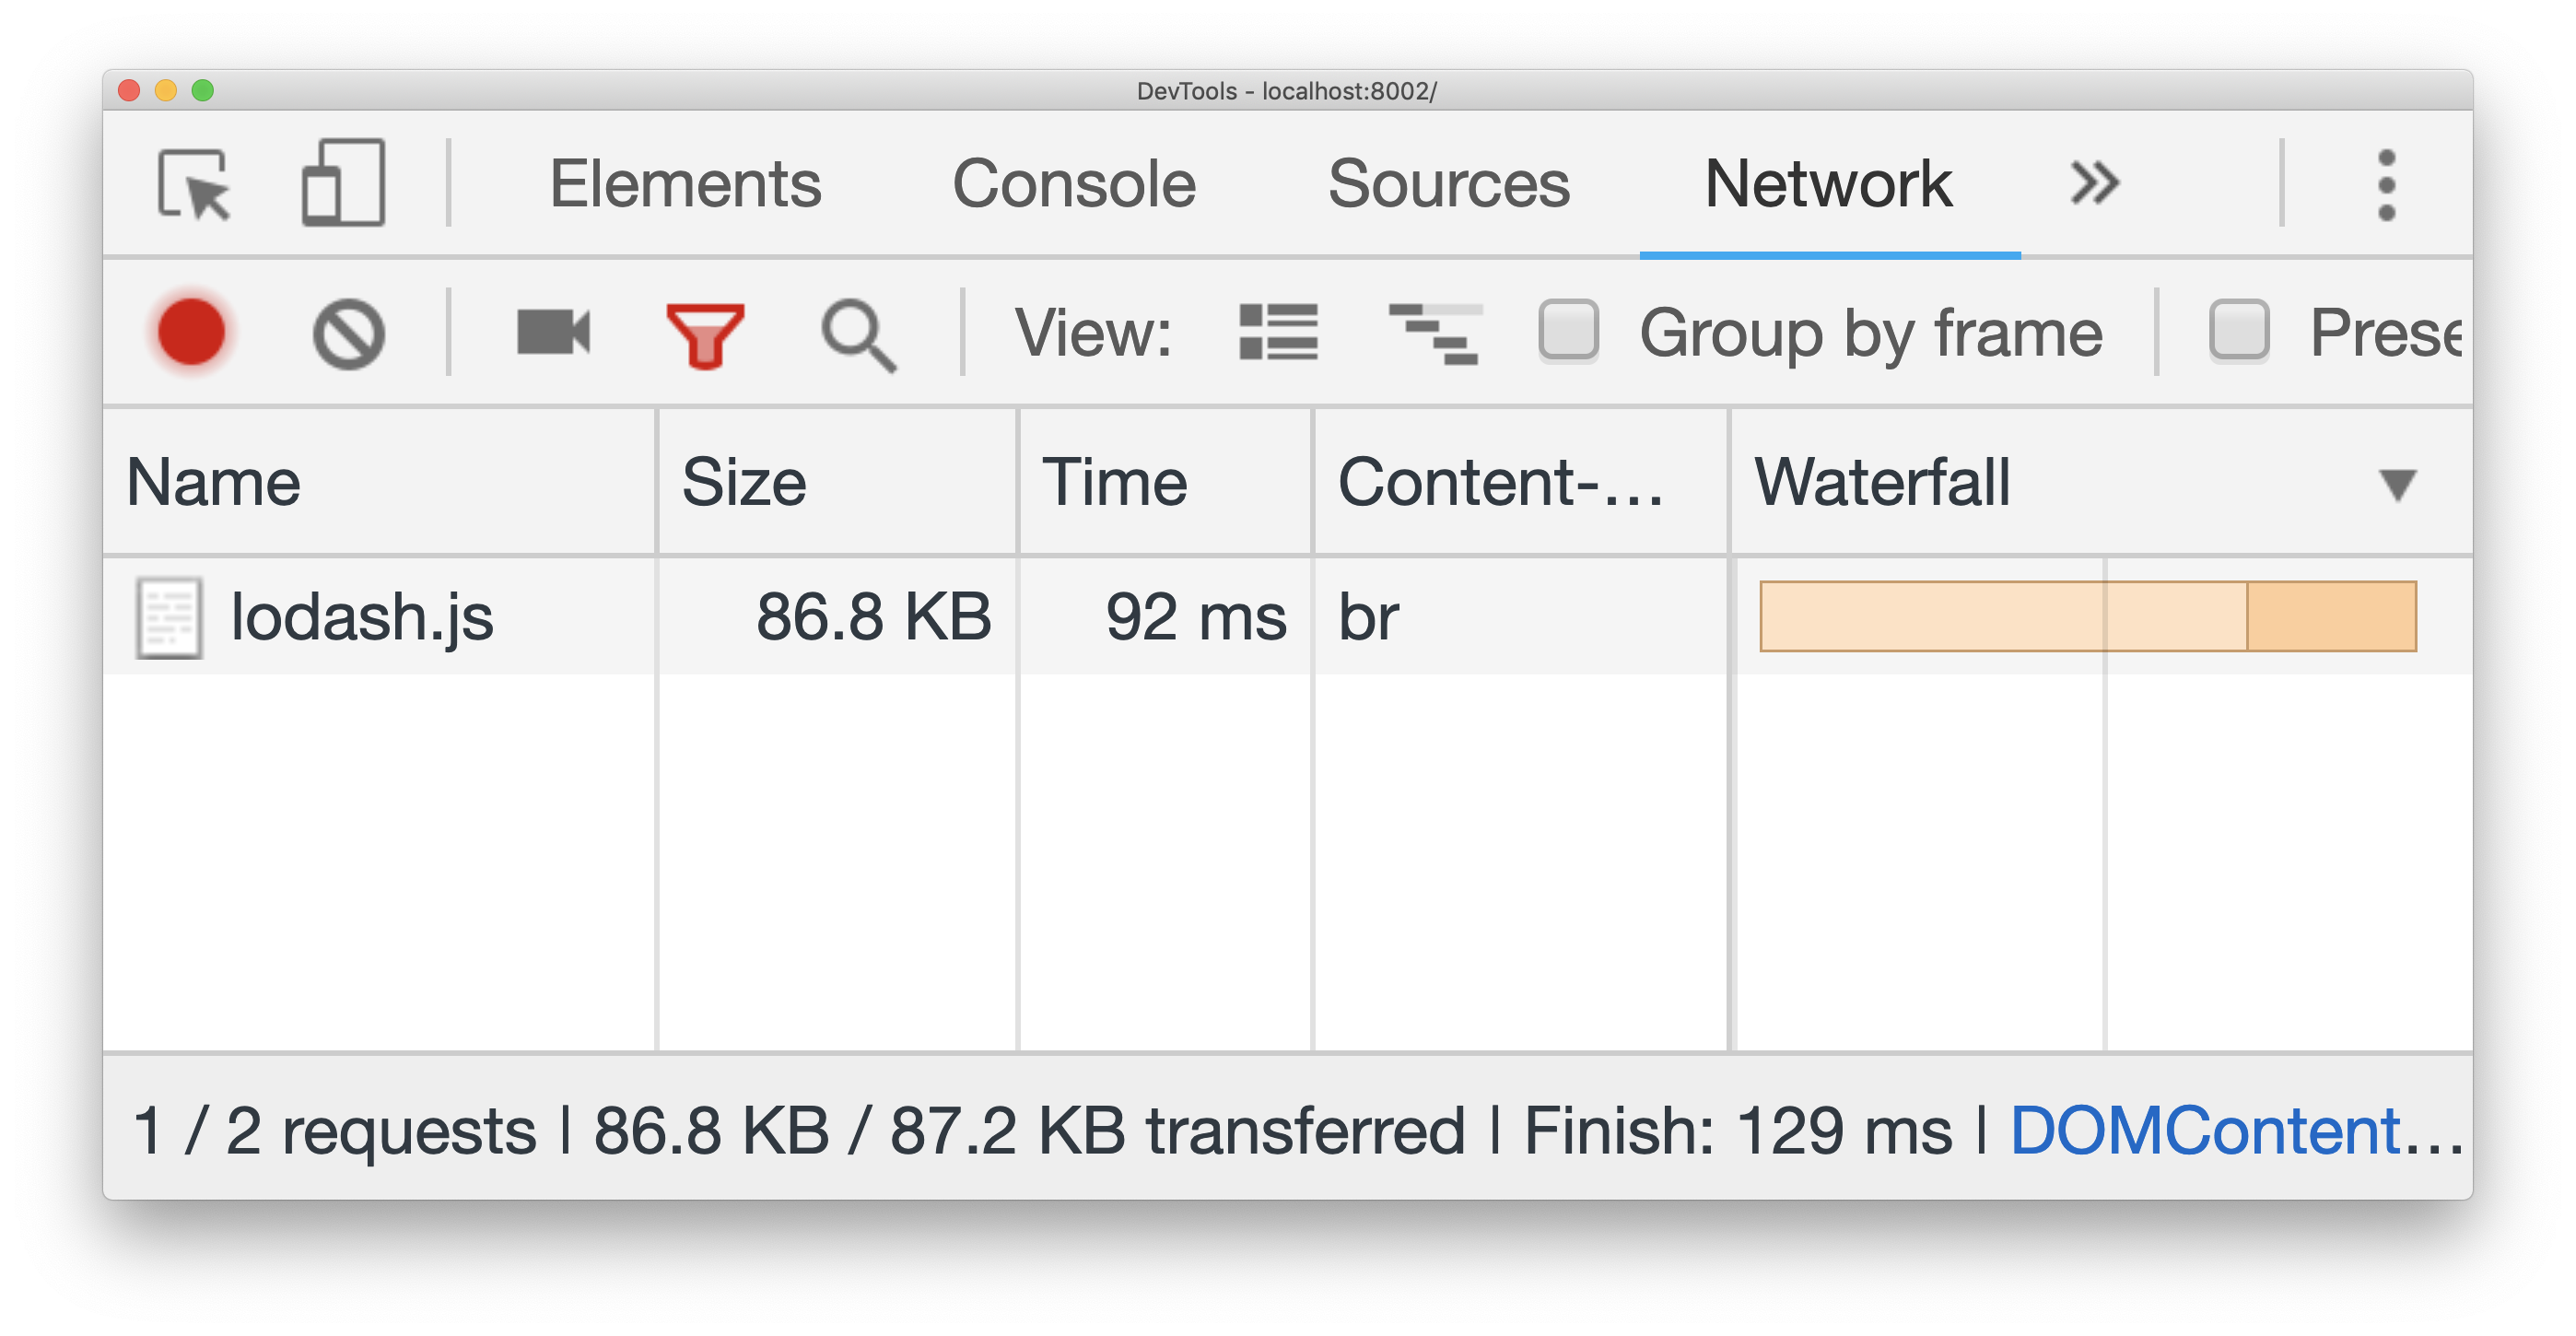 DevTools - localhost:8002/
Elements Console Sources Network
View: Group by frame Prese
Name Size Time Content-... Waterfall
lodash.js 86.8 KB 92 ms br
1 / 2 requests | 86.8 KB / 87.2 KB transferred | Finish: 129 ms | DOMContent...